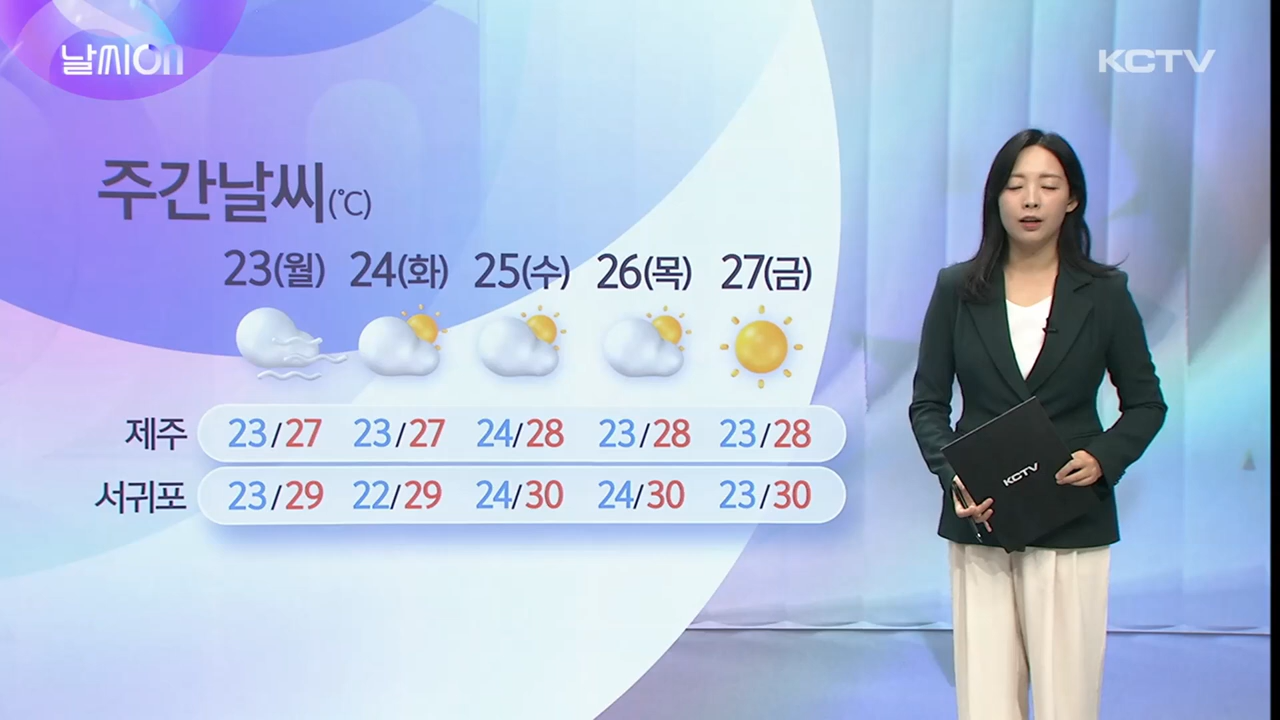 날씨On
KCTV
주간날씨(℃)
23(월) 24(화) 25(수) 26(목) 27(금)
제주 23/27 23/27 24/28 23/28 23/28
서귀포 23/29 22/29 24/30 24/30 23/30
KCTV